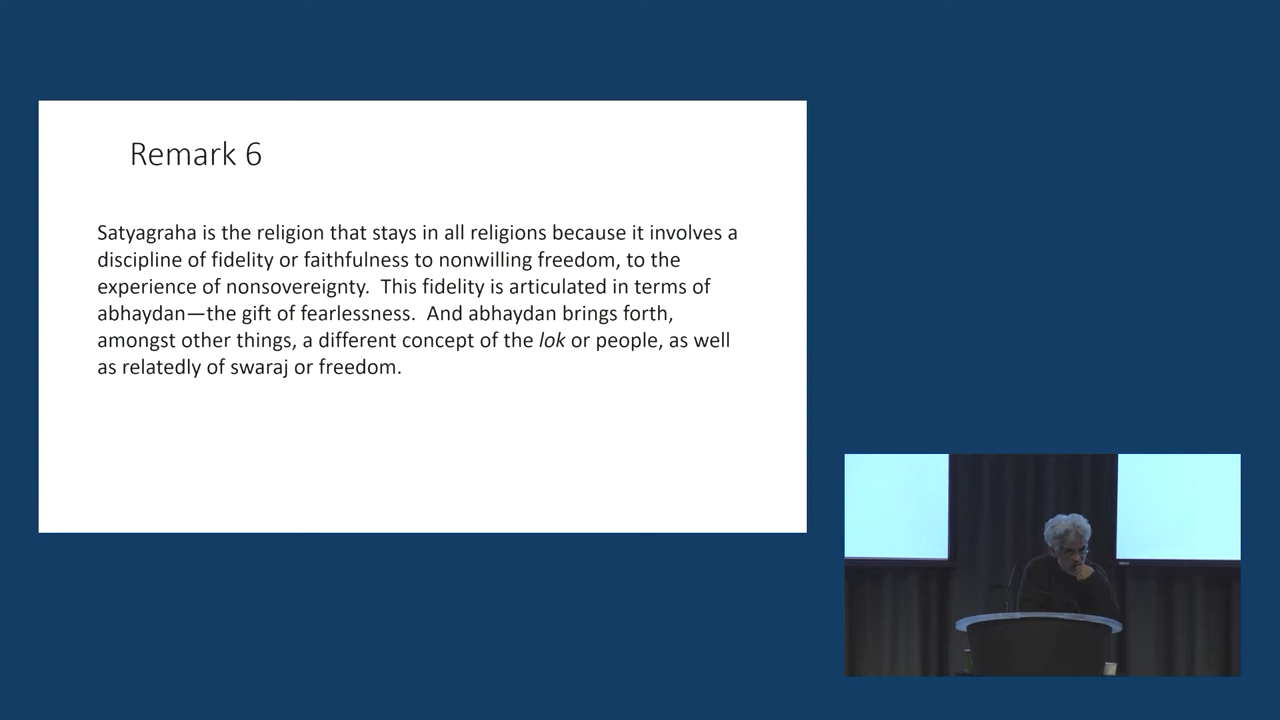 Remark 6
Satyagraha is the religion that stays in all religions because it involves a
discipline of fidelity or faithfulness to nonwilling freedom, to the
experience of nonsovereignty.  This fidelity is articulated in terms of
abhaydan—the gift of fearlessness.  And abhaydan brings forth,
amongst other things, a different concept of the lok or people, as well
as relatedly of swaraj or freedom.